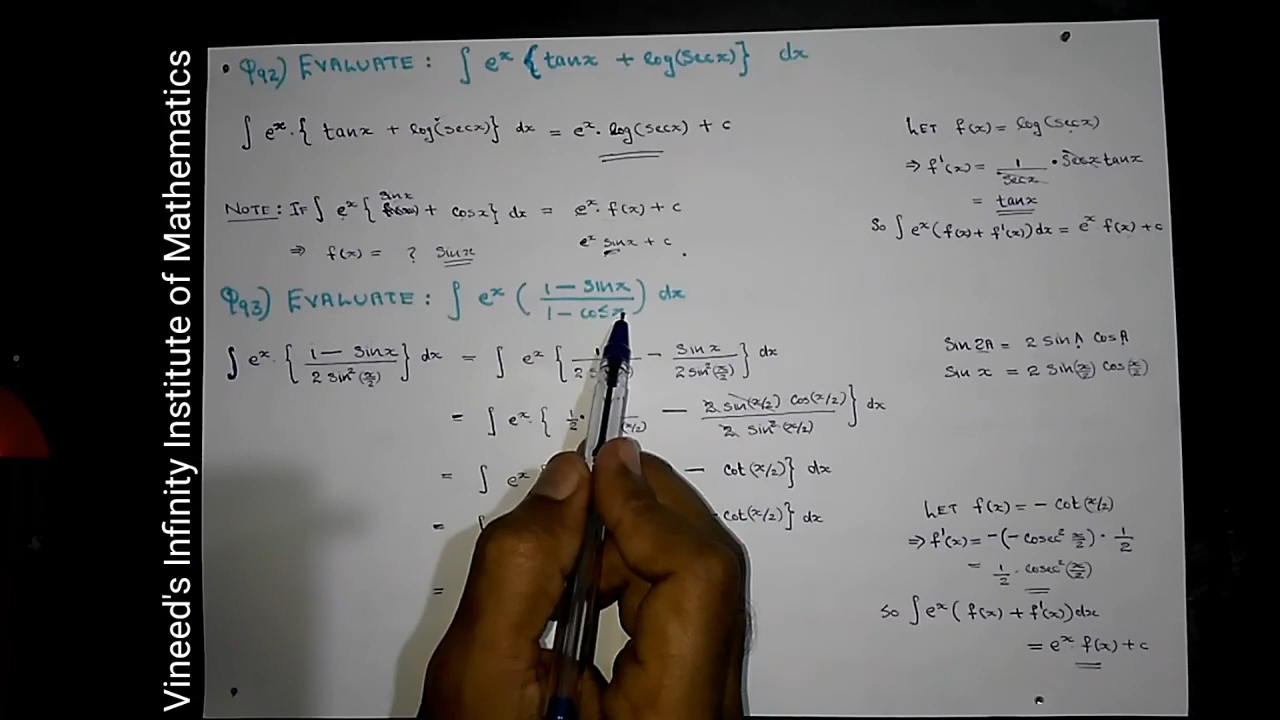 Vineed's Infinity Institute of Mathematics
Q92) EVALUATE: ∫ e^x {tanx + log(secx)} dx
∫ e^x.{ tanx + log(secx)} dx = e^x. log(secx) + c
LET f(x) = log(secx)
⇒ f'(x) = 1/secx . secx tanx
= tanx
So ∫ e^x (f(x) + f'(x)) dx = e^x f(x) + c
NOTE: IF ∫ e^x { sinx + cosx} dx = e^x. f(x) + c
⇒ f(x) = ? sinx
e^x sinx + c
Q93) EVALUATE: ∫ e^x ( (1 - sinx)/(1 - cosx) ) dx
∫ e^x. { (1 - sinx)/(2 sin²(x/2)) } dx = ∫ e^x { 1/ - sinx/(2 sin²(x/2)) } dx
sin 2A = 2 sin A cos A
sin x = 2 sin(x/2) cos(x/2)
= ∫ e^x. { 1/2 . (x/2) - (2 sin(x/2) cos(x/2))/(2 sin²(x/2)) } dx
= ∫ e^x - cot(x/2)} dx
= ∫ cot(x/2)} dx
=
LET f(x) = - cot(x/2)
⇒ f'(x) = -(-cosec² x/2) . 1/2
= 1/2 . cosec²(x/2)
So ∫ e^x ( f(x) + f'(x)) dx
= e^x. f(x) + c